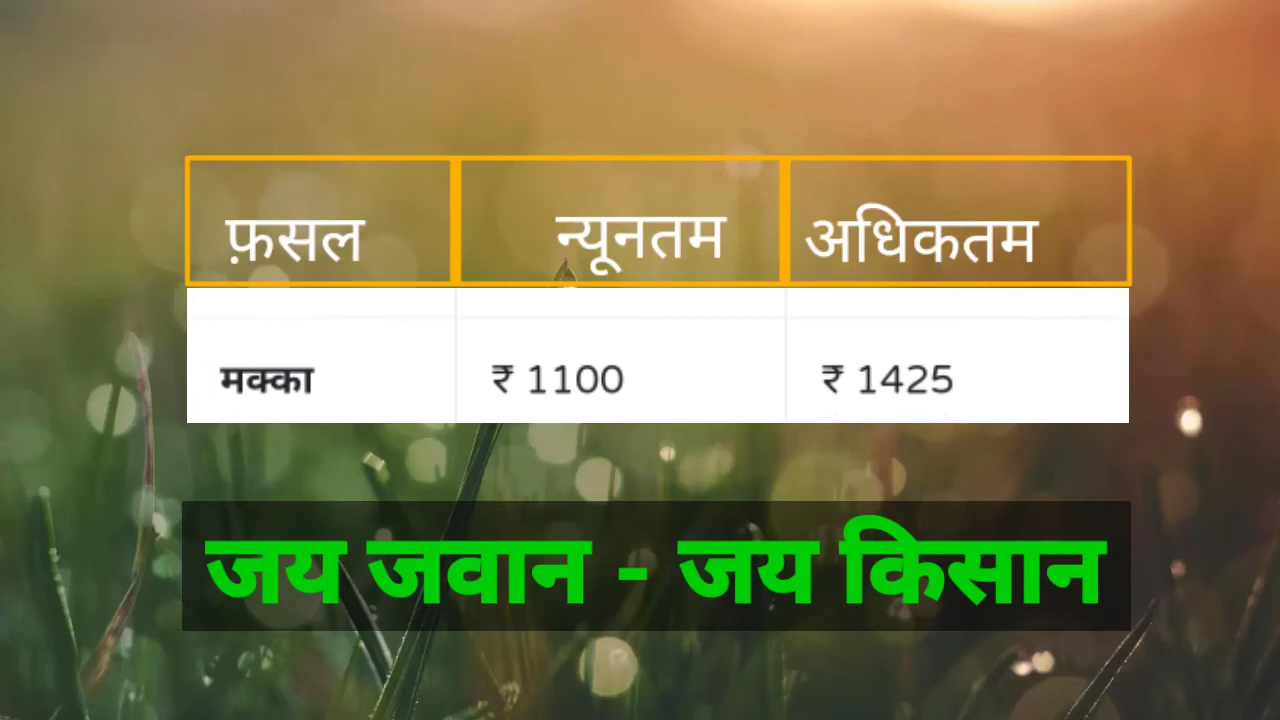 फ़सल न्यूनतम अधिकतम
मक्का ₹ 1100 ₹ 1425
जय जवान - जय किसान